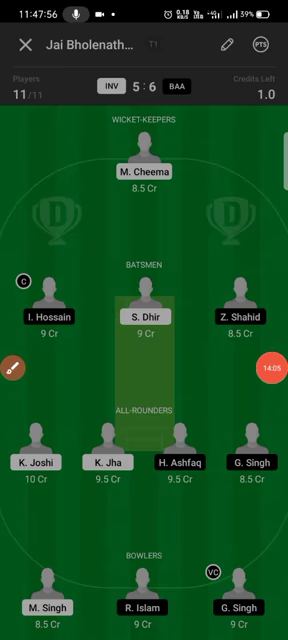 11:47:56
0.18 KB/S
4G
39%
Jai Bholenath... T1
PTS
Players
Credits Left
11/11
INV 5 : 6 BAA
1.0
WICKET-KEEPERS
M. Cheema
8.5 Cr
D D
BATSMEN
C
I. Hossain S. Dhir Z. Shahid
9 Cr 9 Cr 8.5 Cr
14:05
ALL-ROUNDERS
K. Joshi K. Jha H. Ashfaq G. Singh
10 Cr 9.5 Cr 9.5 Cr 8.5 Cr
BOWLERS
VC
M. Singh R. Islam G. Singh
8.5 Cr 9 Cr 9 Cr